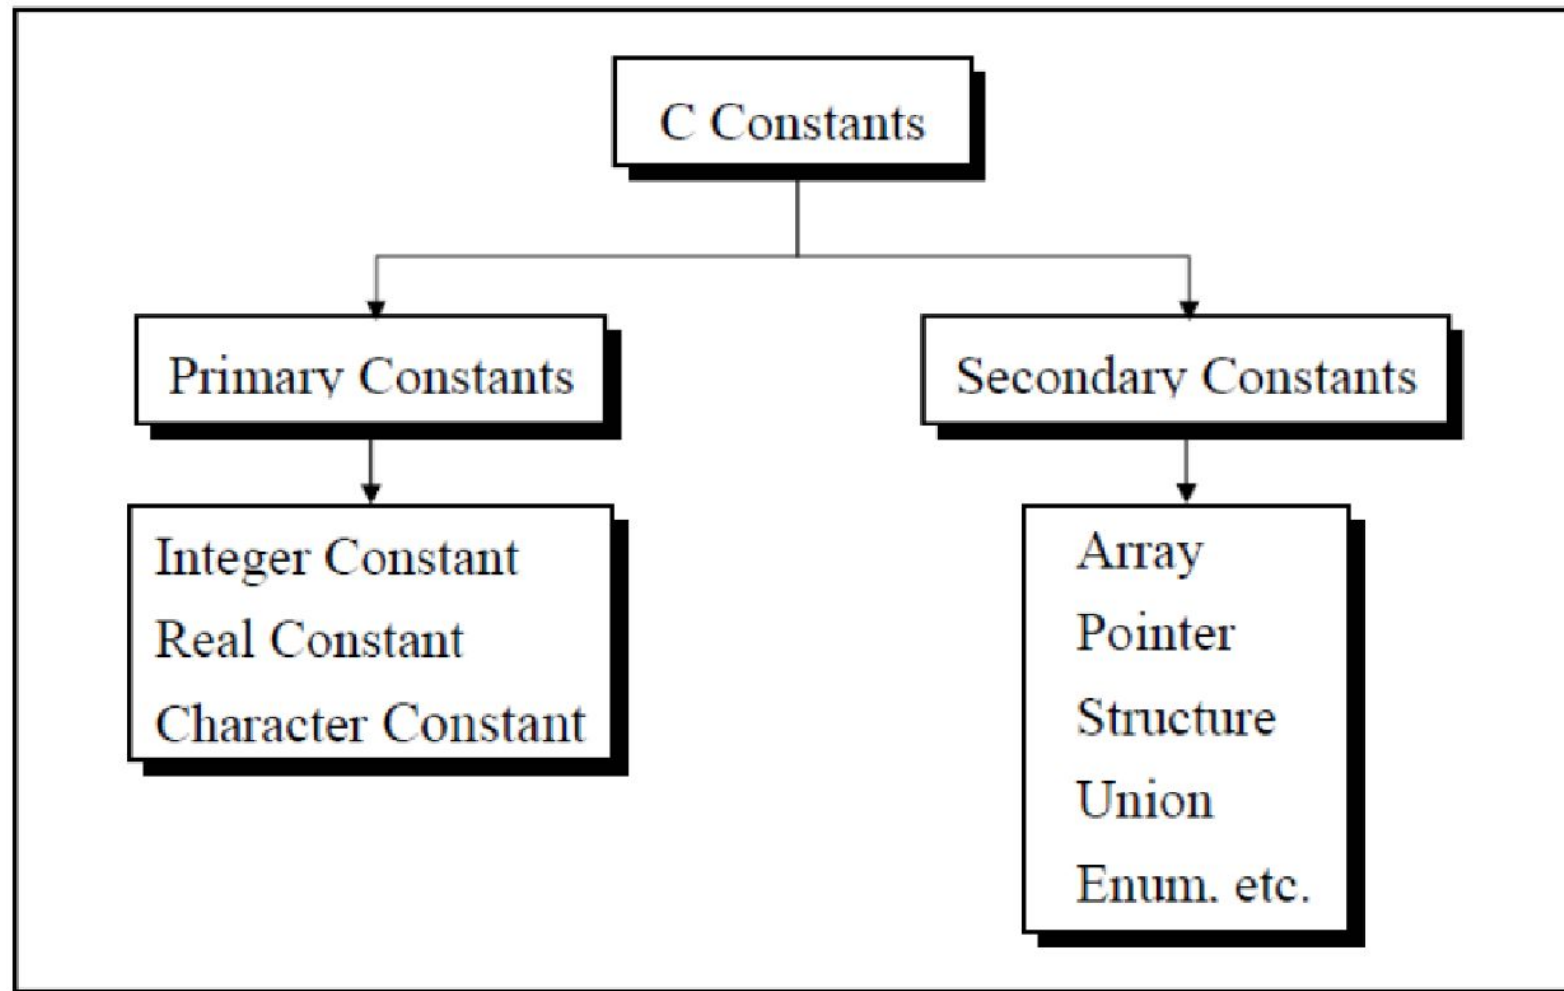 C Constants
Primary Constants
Secondary Constants
Integer Constant
Real Constant
Character Constant
Array
Pointer
Structure
Union
Enum. etc.